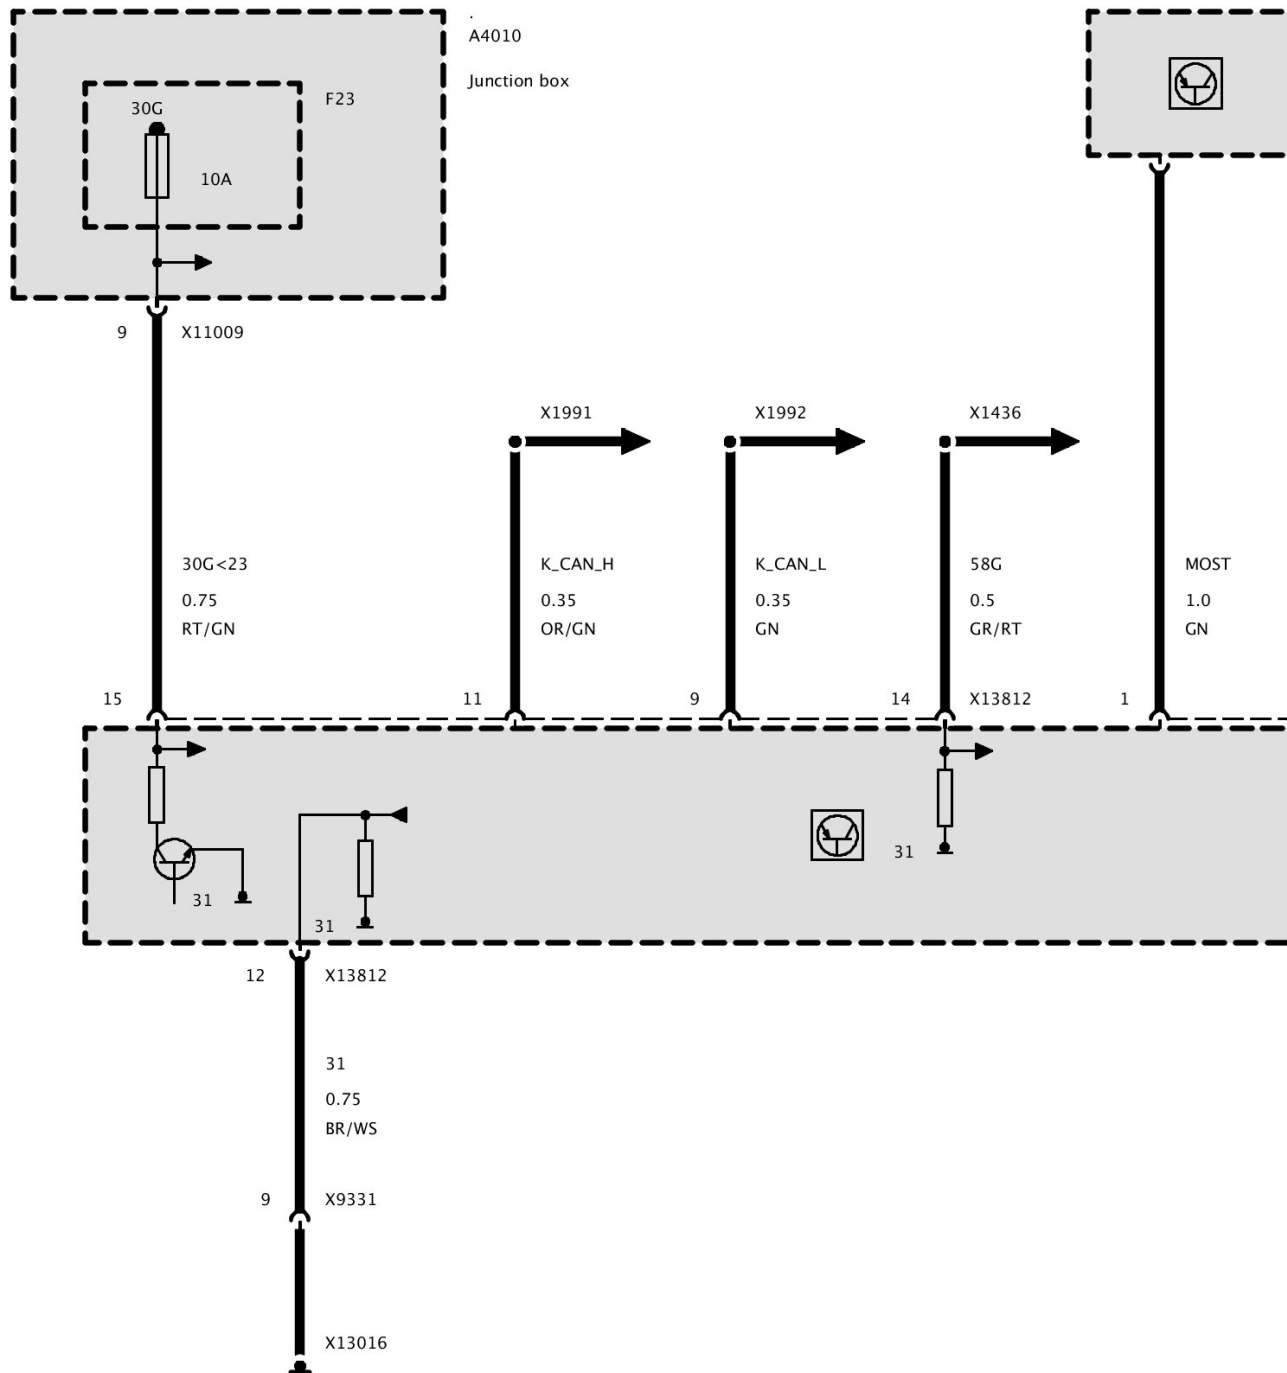 .
A4010
Junction box
F23
30G
10A
9 X11009
X1991 X1992 X1436
30G<23 K_CAN_H K_CAN_L 58G MOST
0.75 0.35 0.35 0.5 1.0
RT/GN OR/GN GN GR/RT GN
15 11 9 14 X13812 1
31
31
31
12 X13812
31
0.75
BR/WS
9 X9331
X13016